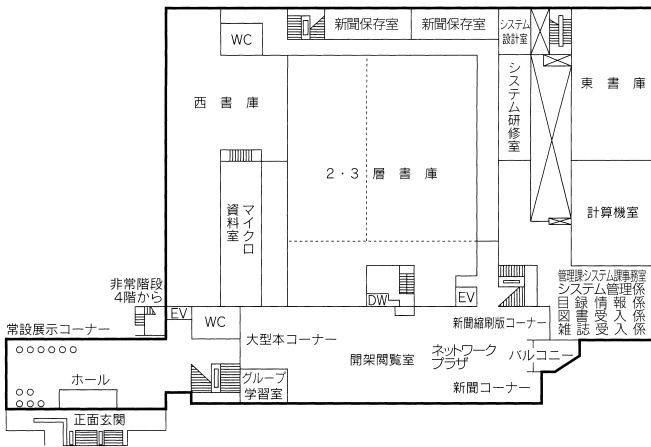 新聞保存室
新聞保存室
システム
設計室
WC
西書庫
システム研修室
東書庫
2・3層書庫
マイクロ
資料室
計算機室
管理課システム課事務室
システム管理係
目録情報係
図書受入係
雑誌受入係
非常階段
4階から
DW
EV
EV
WC
新聞縮刷版コーナー
常設展示コーナー
大型本コーナー
開架閲覧室
ネットワーク
プラザ
バルコニー
ホール
グループ
学習室
新聞コーナー
正面玄関